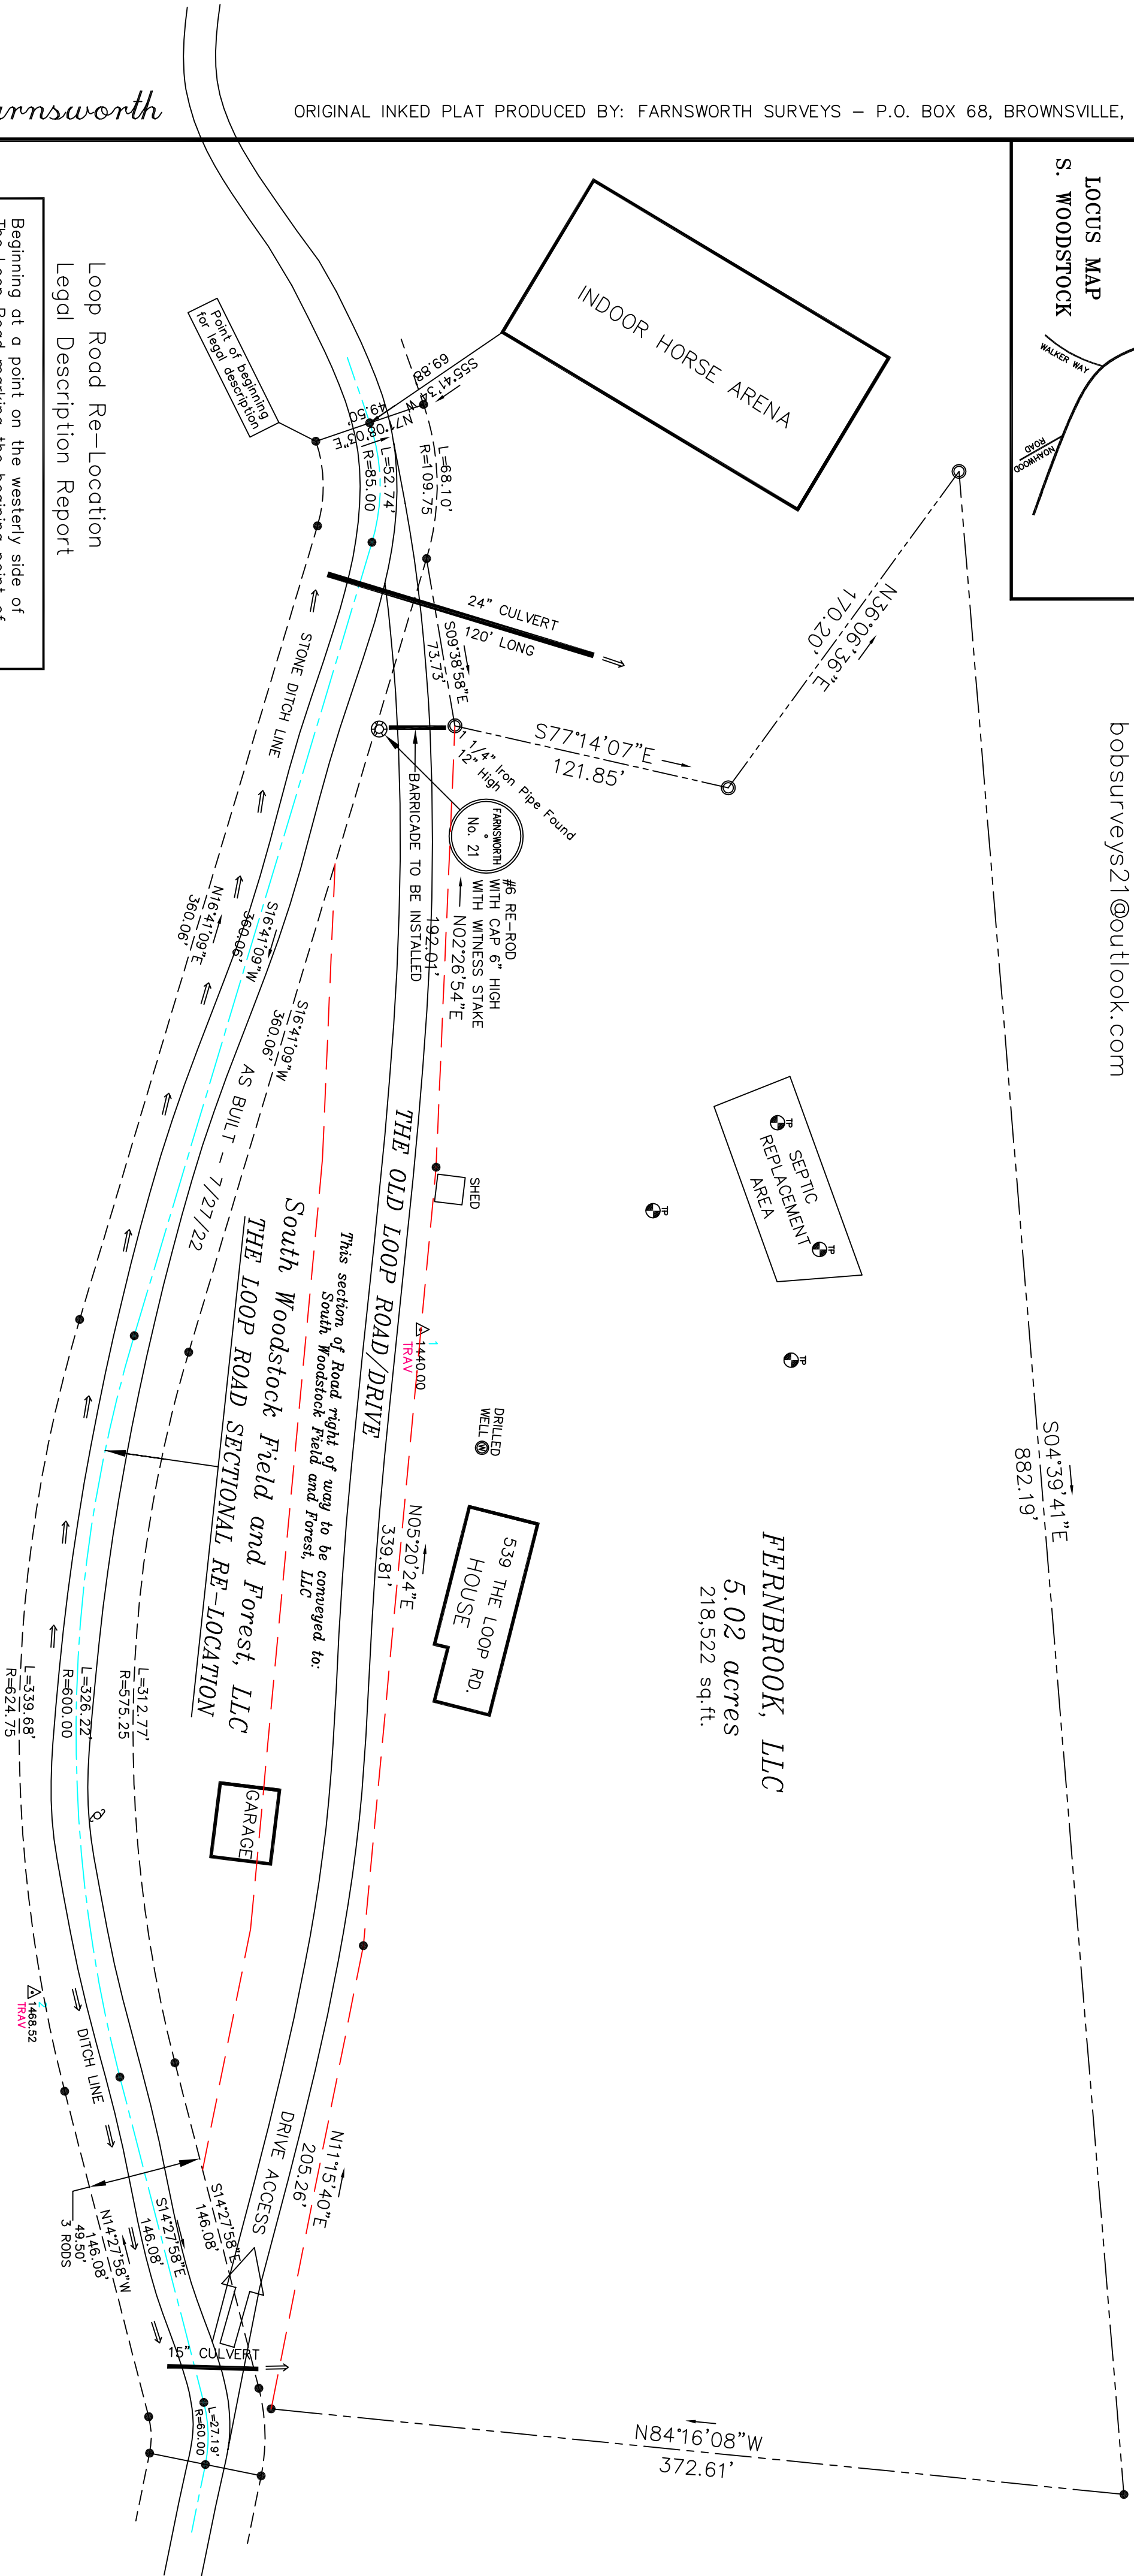 arnsworth
ORIGINAL INKED PLAT PRODUCED BY: FARNSWORTH SURVEYS – P.O. BOX 68, BROWNSVILLE,
LOCUS MAP
S. WOODSTOCK
WALKER WAY
NOAHWOOD
ROAD
bobsurveys21@outlook.com
Loop Road Re–Location
Legal Description Report
Beginning at a point on the westerly side of
Point of beginning
for legal description
INDOOR HORSE ARENA
S55°41'34"W
69.88
N71°08'03"E
49.50'
L=68.10'
R=109.75
L=52.74'
R=85.00
24" CULVERT
120' LONG
S09°38'58"E
73.73'
S77°14'07"E
121.85'
N36°06'36"E
170.20'
1 1/4" Iron Pipe Found
12" High
FARNSWORTH
No. 21
#6 RE–ROD
WITH CAP 6" HIGH
WITH WITNESS STAKE
BARRICADE TO BE INSTALLED
N02°26'54"E
192.01'
STONE DITCH LINE
N16°41'09"E
360.06'
S16°41'09"W
360.06'
S16°41'09"W
360.06'
AS BUILT – 7/27/22
THE OLD LOOP ROAD/DRIVE
SHED
SEPTIC
REPLACEMENT
AREA
TP
TP
TP
TP
This section of Road right of way to be conveyed to:
South Woodstock Field and Forest, LLC
South Woodstock Field and Forest, LLC
THE LOOP ROAD SECTIONAL RE–LOCATION
1
1440.00
TRAV
DRILLED
WELL
W
539 THE LOOP RD.
HOUSE
N05°20'24"E
339.81'
S04°39'41"E
882.19'
FERNBROOK, LLC
5.02 acres
218,522 sq.ft.
GARAGE
L=312.77'
R=575.25
L=326.22'
R=600.00
L=339.68'
R=624.75
2
1468.52
TRAV
DITCH LINE
DRIVE ACCESS
N11°15'40"E
205.26'
S14°27'58"E
146.08'
S14°27'58"E
146.08'
N14°27'58"W
146.08'
49.50'
3 RODS
15" CULVERT
L=27.19'
R=60.00
N84°16'08"W
372.61'